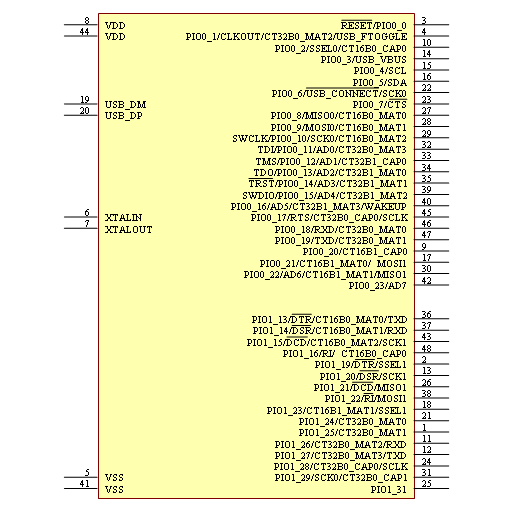 8 VDD RESET/PIO0_0 3
44 VDD PIO0_1/CLKOUT/CT32B0_MAT2/USB_FTOGGLE 4
PIO0_2/SSEL0/CT16B0_CAP0 10
PIO0_3/USB_VBUS 14
PIO0_4/SCL 15
PIO0_5/SDA 16
PIO0_6/USB_CONNECT/SCK0 22
19 USB_DM PIO0_7/CTS 23
20 USB_DP PIO0_8/MISO0/CT16B0_MAT0 27
PIO0_9/MOSI0/CT16B0_MAT1 28
SWCLK/PIO0_10/SCK0/CT16B0_MAT2 29
TDI/PIO0_11/AD0/CT32B0_MAT3 32
TMS/PIO0_12/AD1/CT32B1_CAP0 33
TDO/PIO0_13/AD2/CT32B1_MAT0 34
TRST/PIO0_14/AD3/CT32B1_MAT1 35
SWDIO/PIO0_15/AD4/CT32B1_MAT2 39
PIO0_16/AD5/CT32B1_MAT3/WAKEUP 40
6 XTALIN PIO0_17/RTS/CT32B0_CAP0/SCLK 45
7 XTALOUT PIO0_18/RXD/CT32B0_MAT0 46
PIO0_19/TXD/CT32B0_MAT1 47
PIO0_20/CT16B1_CAP0 9
PIO0_21/CT16B1_MAT0/ MOSI1 17
PIO0_22/AD6/CT16B1_MAT1/MISO1 30
PIO0_23/AD7 42
PIO1_13/DTR/CT16B0_MAT0/TXD 36
PIO1_14/DSR/CT16B0_MAT1/RXD 37
PIO1_15/DCD/CT16B0_MAT2/SCK1 43
PIO1_16/RI/ CT16B0_CAP0 48
PIO1_19/DTR/SSEL1 2
PIO1_20/DSR/SCK1 13
PIO1_21/DCD/MISO1 26
PIO1_22/RI/MOSI1 38
PIO1_23/CT16B1_MAT1/SSEL1 18
PIO1_24/CT32B0_MAT0 21
PIO1_25/CT32B0_MAT1 1
PIO1_26/CT32B0_MAT2/RXD 11
PIO1_27/CT32B0_MAT3/TXD 12
PIO1_28/CT32B0_CAP0/SCLK 24
5 VSS PIO1_29/SCK0/CT32B0_CAP1 31
41 VSS PIO1_31 25